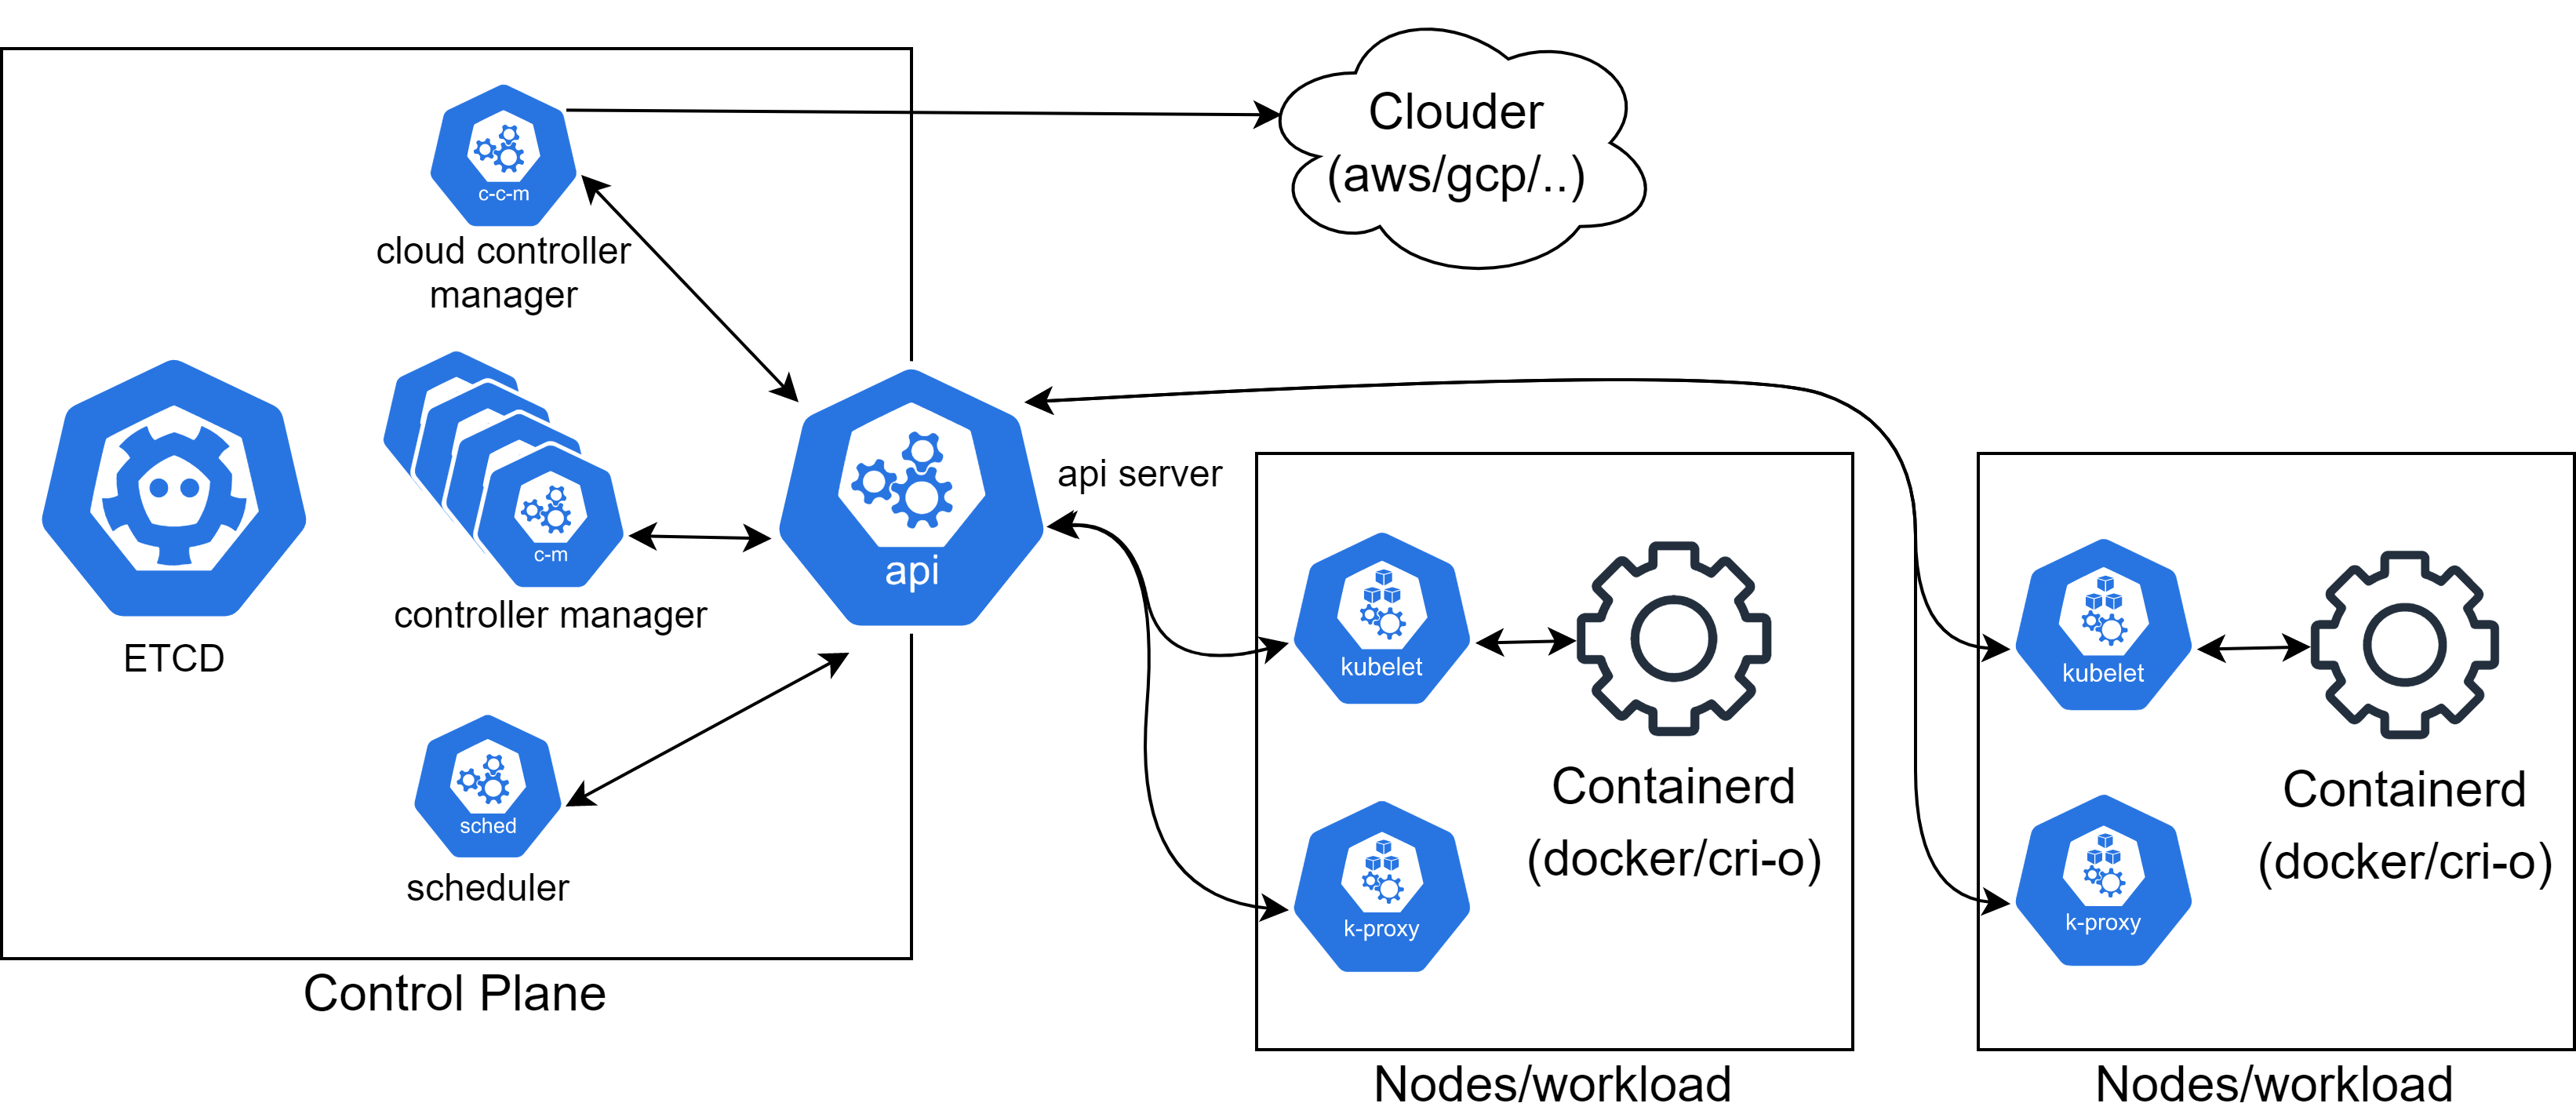 Clouder
(aws/gcp/..)
c-c-m
cloud controller
manager
ETCD
c-m
controller manager
api
api server
sched
scheduler
Control Plane
kubelet
k-proxy
Containerd
(docker/cri-o)
Nodes/workload
kubelet
k-proxy
Containerd
(docker/cri-o)
Nodes/workload